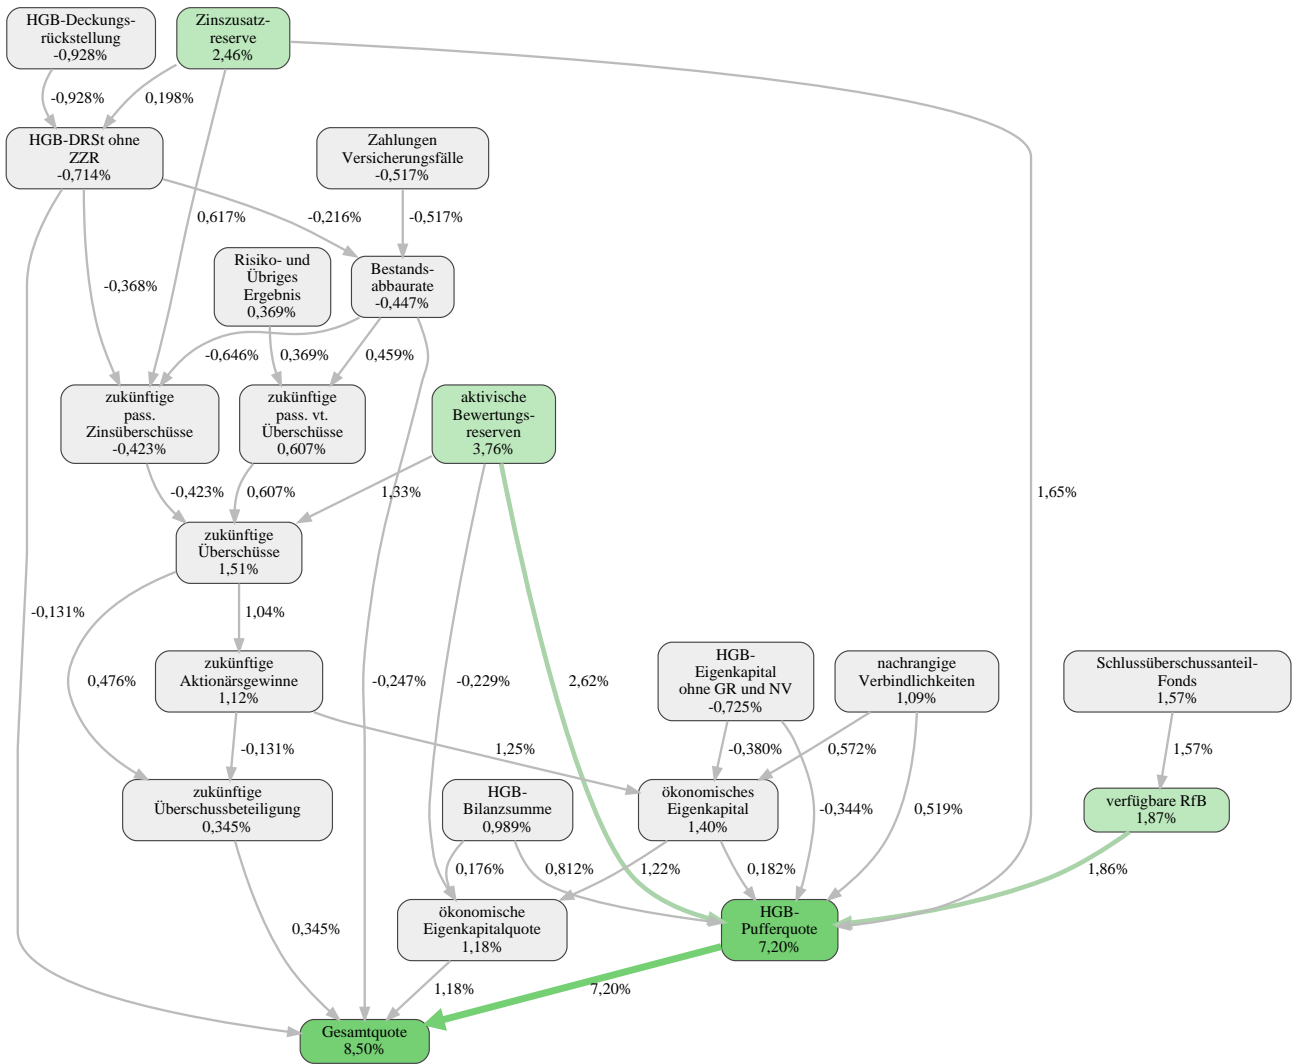 HGB-Deckungs-
rückstellung
-0,928%
Zinszusatz-
reserve
2,46%
-0,928%
0,198%
HGB-DRSt ohne
ZZR
-0,714%
Zahlungen
Versicherungsfälle
-0,517%
0,617%
-0,216%
-0,517%
Risiko- und
Übriges
Ergebnis
0,369%
Bestands-
abbaurate
-0,447%
-0,368%
-0,646%
0,369%
0,459%
zukünftige
pass.
Zinsüberschüsse
-0,423%
zukünftige
pass. vt.
Überschüsse
0,607%
aktivische
Bewertungs-
reserven
3,76%
-0,423%
0,607%
1,33%
1,65%
zukünftige
Überschüsse
1,51%
-0,131%
1,04%
zukünftige
Aktionärsgewinne
1,12%
0,476%
-0,247%
-0,229%
2,62%
HGB-
Eigenkapital
ohne GR und NV
-0,725%
nachrangige
Verbindlichkeiten
1,09%
Schlussüberschussanteil-
Fonds
1,57%
-0,131%
1,25%
-0,380%
0,572%
1,57%
zukünftige
Überschussbeteiligung
0,345%
HGB-
Bilanzsumme
0,989%
ökonomisches
Eigenkapital
1,40%
-0,344%
0,519%
verfügbare RfB
1,87%
0,176%
0,812%
1,22%
0,182%
1,86%
0,345%
ökonomische
Eigenkapitalquote
1,18%
HGB-
Pufferquote
7,20%
1,18%
7,20%
Gesamtquote
8,50%